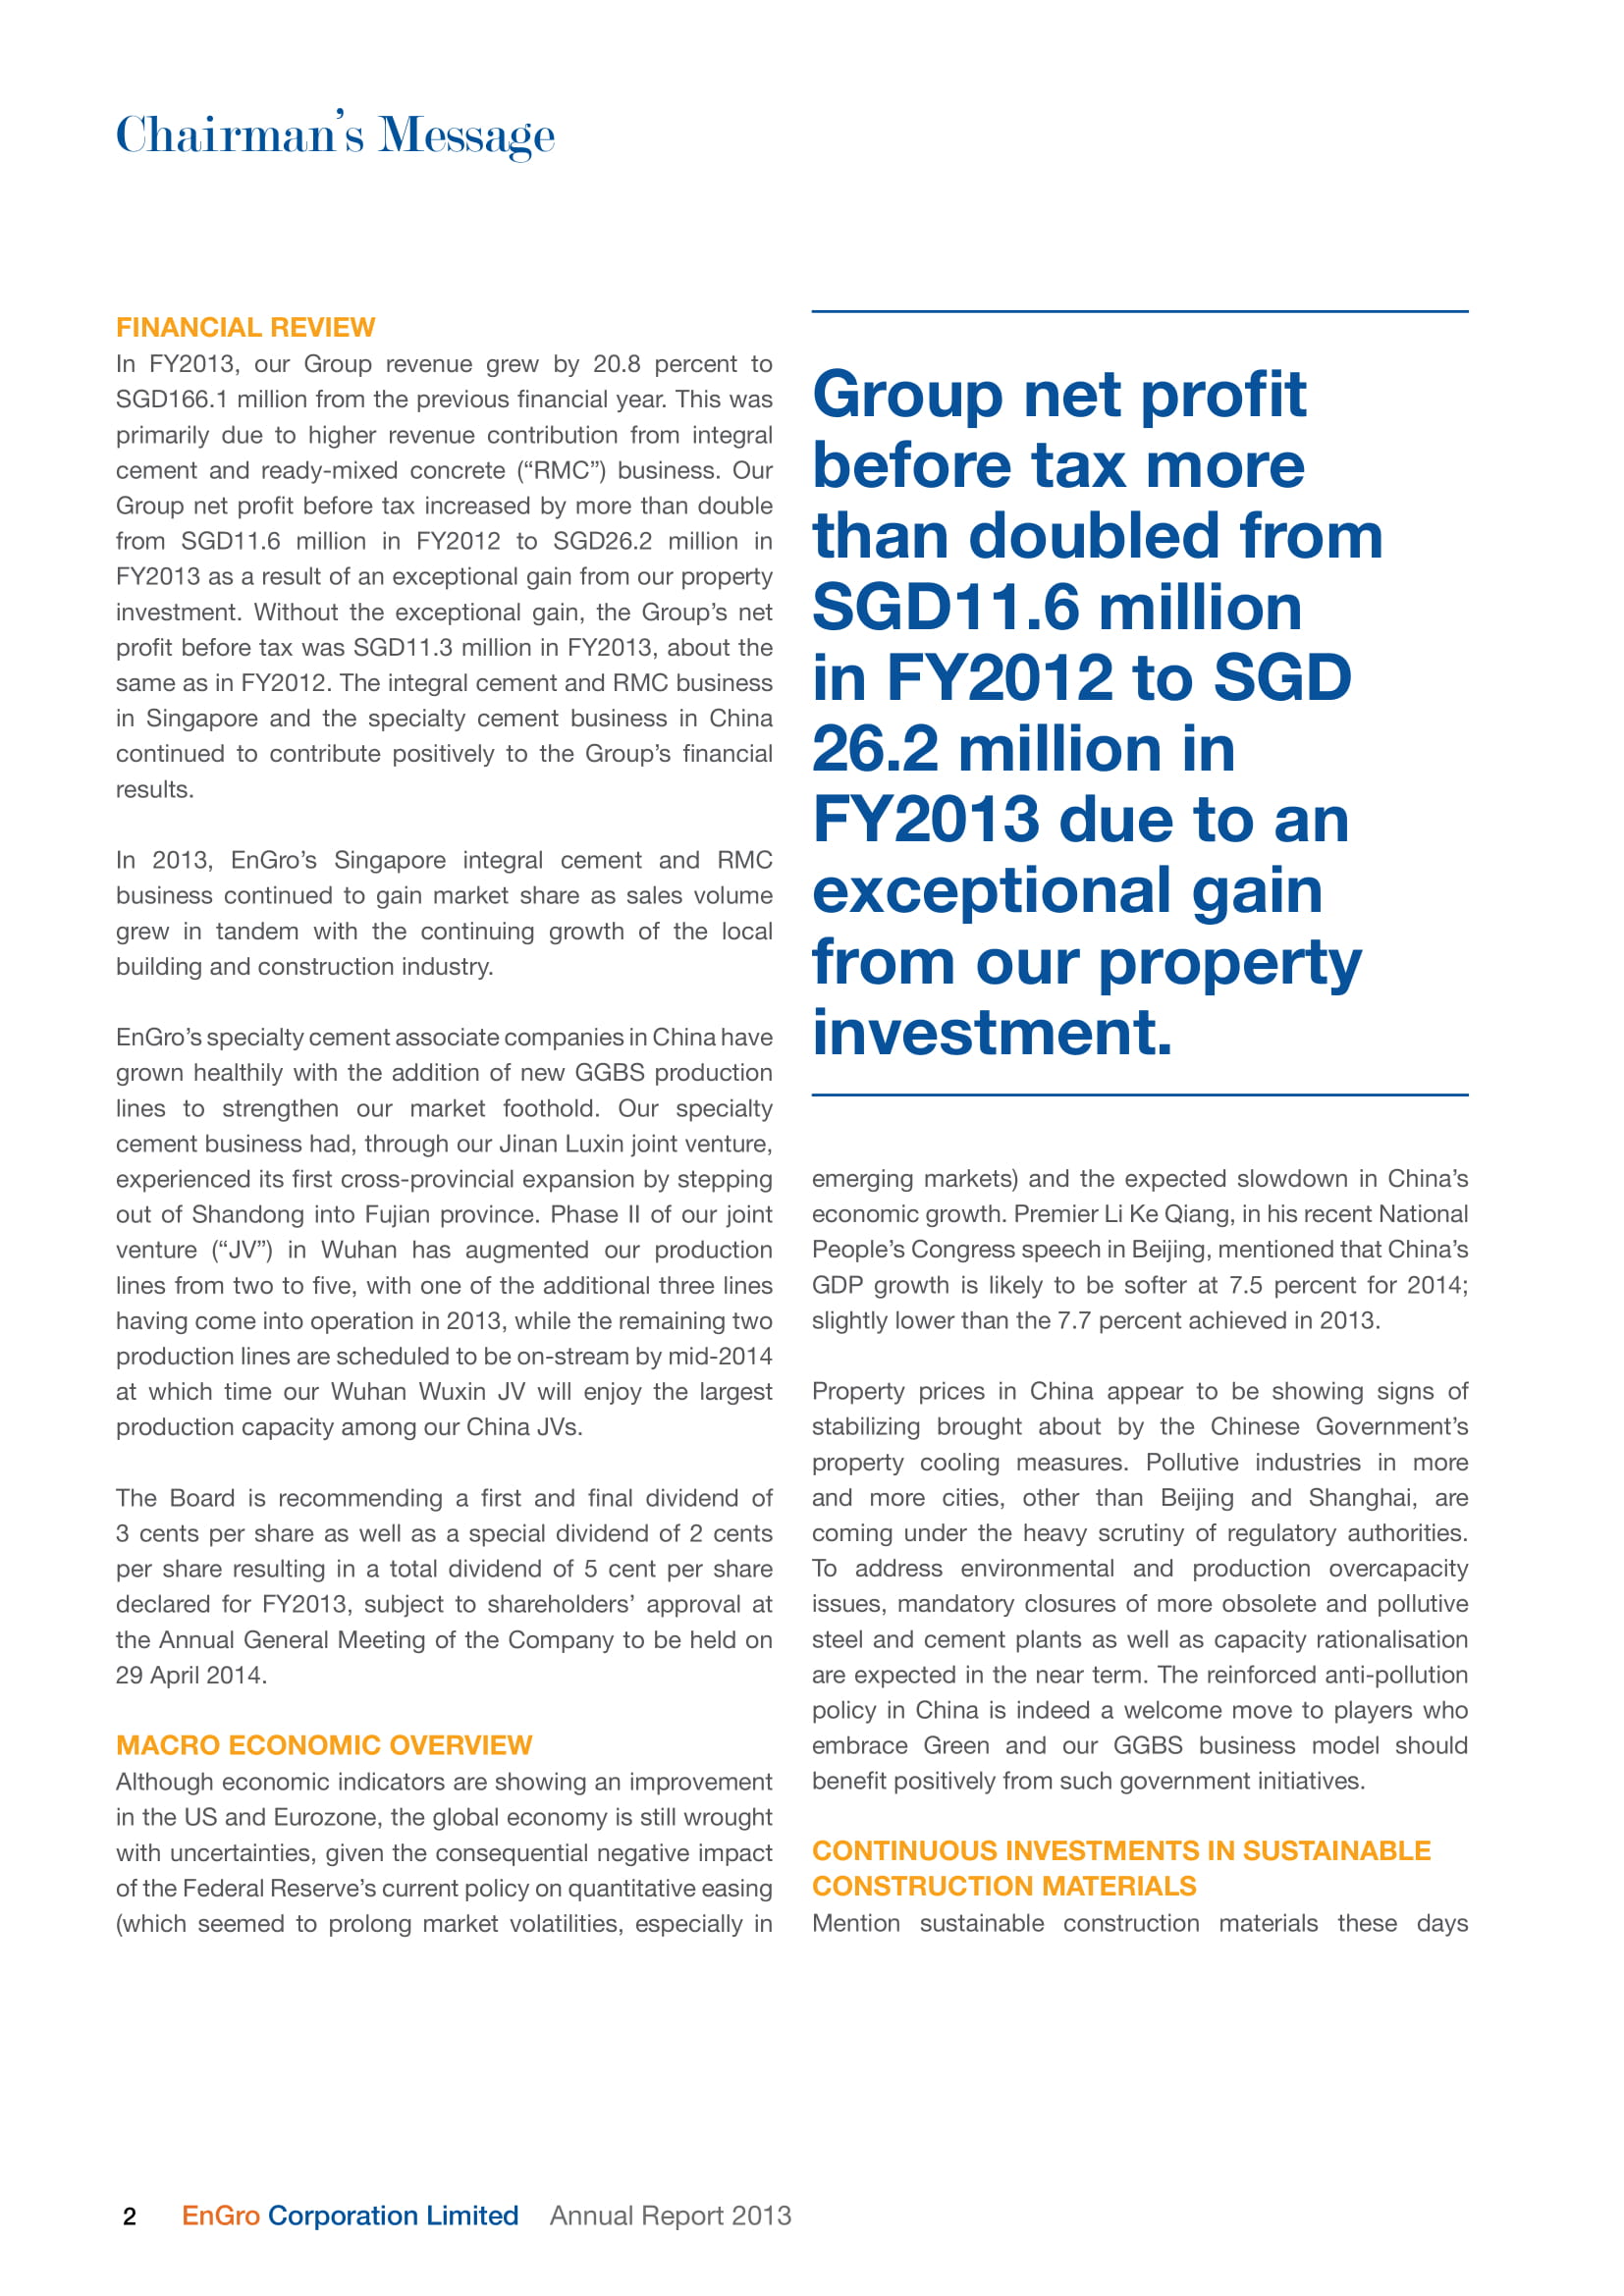 Chairman’s Message
FINANCIAL REVIEW
In FY2013, our Group revenue grew by 20.8 percent to
SGD166.1 million from the previous financial year. This was
primarily due to higher revenue contribution from integral
cement and ready-mixed concrete (“RMC”) business. Our
Group net profit before tax increased by more than double
from SGD11.6 million in FY2012 to SGD26.2 million in
FY2013 as a result of an exceptional gain from our property
investment. Without the exceptional gain, the Group’s net
profit before tax was SGD11.3 million in FY2013, about the
same as in FY2012. The integral cement and RMC business
in Singapore and the specialty cement business in China
continued to contribute positively to the Group’s financial
results.
In 2013, EnGro’s Singapore integral cement and RMC
business continued to gain market share as sales volume
grew in tandem with the continuing growth of the local
building and construction industry.
EnGro’s specialty cement associate companies in China have
grown healthily with the addition of new GGBS production
lines to strengthen our market foothold. Our specialty
cement business had, through our Jinan Luxin joint venture,
experienced its first cross-provincial expansion by stepping
out of Shandong into Fujian province. Phase II of our joint
venture (“JV”) in Wuhan has augmented our production
lines from two to five, with one of the additional three lines
having come into operation in 2013, while the remaining two
production lines are scheduled to be on-stream by mid-2014
at which time our Wuhan Wuxin JV will enjoy the largest
production capacity among our China JVs.
The Board is recommending a first and final dividend of
3 cents per share as well as a special dividend of 2 cents
per share resulting in a total dividend of 5 cent per share
declared for FY2013, subject to shareholders’ approval at
the Annual General Meeting of the Company to be held on
29 April 2014.
MACRO ECONOMIC OVERVIEW
Although economic indicators are showing an improvement
in the US and Eurozone, the global economy is still wrought
with uncertainties, given the consequential negative impact
of the Federal Reserve’s current policy on quantitative easing
(which seemed to prolong market volatilities, especially in
Group net profit
before tax more
than doubled from
SGD11.6 million
in FY2012 to SGD
26.2 million in
FY2013 due to an
exceptional gain
from our property
investment.
emerging markets) and the expected slowdown in China’s
economic growth. Premier Li Ke Qiang, in his recent National
People’s Congress speech in Beijing, mentioned that China’s
GDP growth is likely to be softer at 7.5 percent for 2014;
slightly lower than the 7.7 percent achieved in 2013.
Property prices in China appear to be showing signs of
stabilizing brought about by the Chinese Government’s
property cooling measures. Pollutive industries in more
and more cities, other than Beijing and Shanghai, are
coming under the heavy scrutiny of regulatory authorities.
To address environmental and production overcapacity
issues, mandatory closures of more obsolete and pollutive
steel and cement plants as well as capacity rationalisation
are expected in the near term. The reinforced anti-pollution
policy in China is indeed a welcome move to players who
embrace Green and our GGBS business model should
benefit positively from such government initiatives.
CONTINUOUS INVESTMENTS IN SUSTAINABLE
CONSTRUCTION MATERIALS
Mention sustainable construction materials these days
2 EnGro Corporation Limited Annual Report 2013